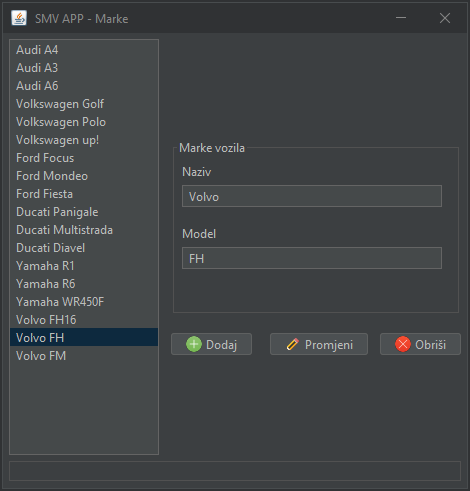 SMV APP - Marke
Audi A4
Audi A3
Audi A6
Volkswagen Golf
Volkswagen Polo
Volkswagen up!
Ford Focus
Ford Mondeo
Ford Fiesta
Ducati Panigale
Ducati Multistrada
Ducati Diavel
Yamaha R1
Yamaha R6
Yamaha WR450F
Volvo FH16
Volvo FH
Volvo FM
Marke vozila
Naziv
Volvo
Model
FH
Dodaj
Promjeni
Obriši